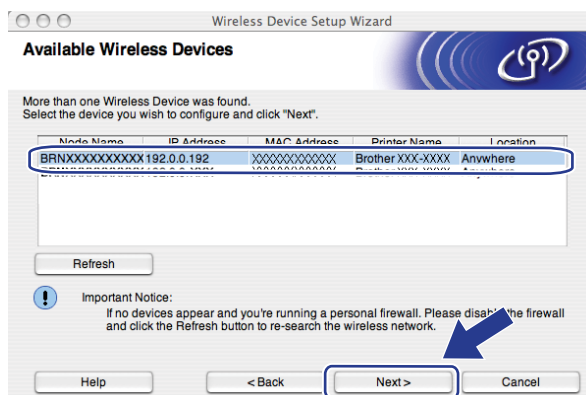 Wireless Device Setup Wizard
Available Wireless Devices
More than one Wireless Device was found.
Select the device you wish to configure and click "Next".
Node Name IP Address MAC Address Printer Name Location
BRNXXXXXXXXXX 192.0.0.192 XXXXXXXXXXXX Brother XXX-XXXX Anywhere
Refresh
Important Notice:
If no devices appear and you're running a personal firewall. Please disable the firewall
and click the Refresh button to re-search the wireless network.
Help
< Back
Next >
Cancel